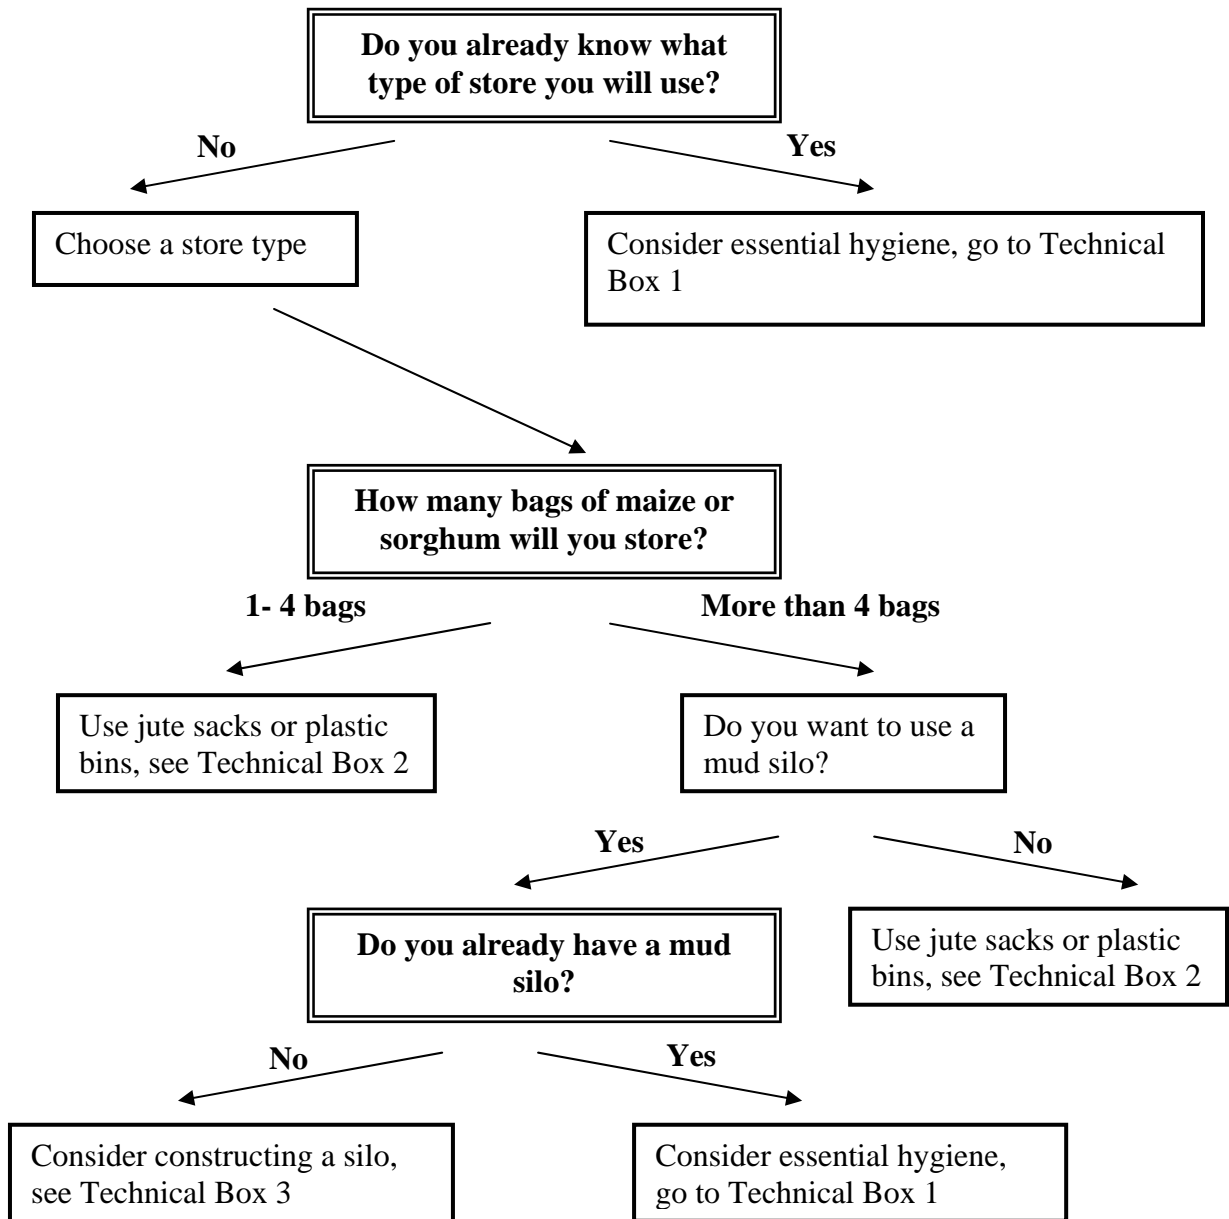 Do you already know what
type of store you will use?
No
Yes
Choose a store type
Consider essential hygiene, go to Technical
Box 1
How many bags of maize or
sorghum will you store?
1- 4 bags
More than 4 bags
Use jute sacks or plastic
bins, see Technical Box 2
Do you want to use a
mud silo?
Yes
No
Do you already have a mud
silo?
Use jute sacks or plastic
bins, see Technical Box 2
No
Yes
Consider constructing a silo,
see Technical Box 3
Consider essential hygiene,
go to Technical Box 1